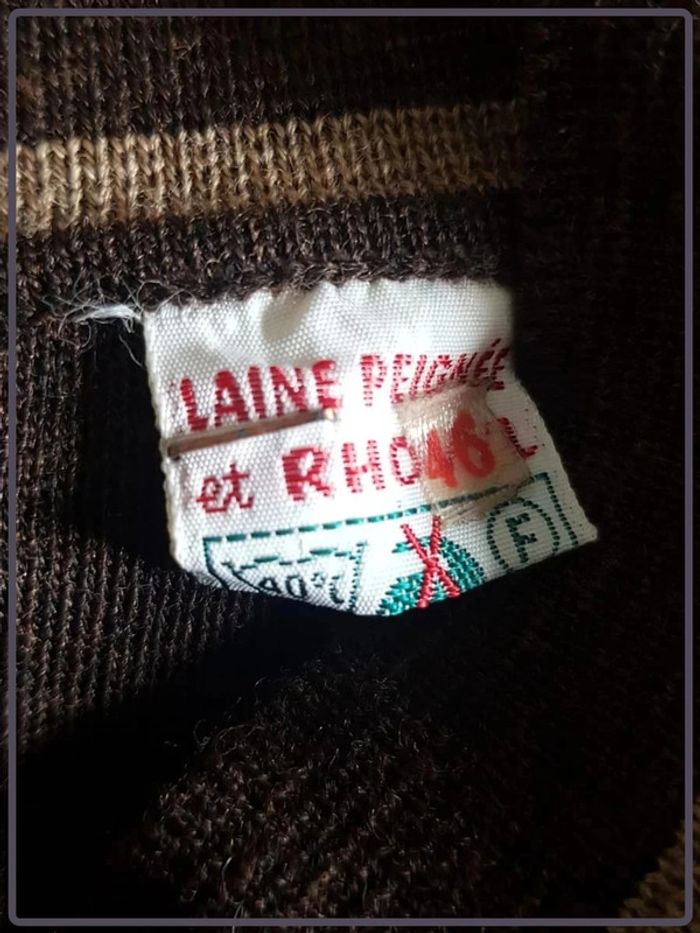 LAINE PEIGNÉE
et RHO
46
40°C
F